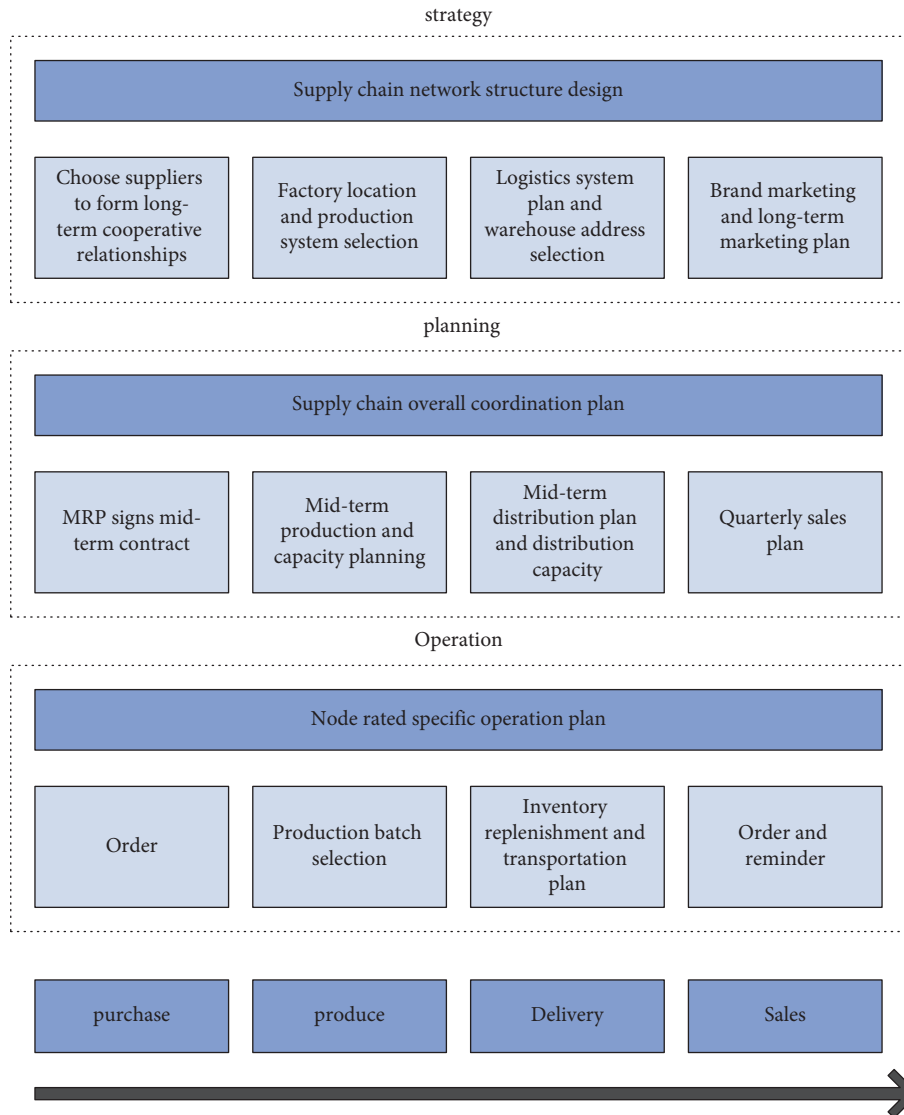 strategy
Supply chain network structure design
Choose suppliers
to form long-
term cooperative
relationships
Factory location
and production
system selection
Logistics system
plan and
warehouse address
selection
Brand marketing
and long-term
marketing plan
planning
Supply chain overall coordination plan
MRP signs mid-
term contract
Mid-term
production and
capacity planning
Mid-term
distribution plan
and distribution
capacity
Quarterly sales
plan
Operation
Node rated specific operation plan
Order
Production batch
selection
Inventory
replenishment and
transportation
plan
Order and
reminder
purchase
produce
Delivery
Sales